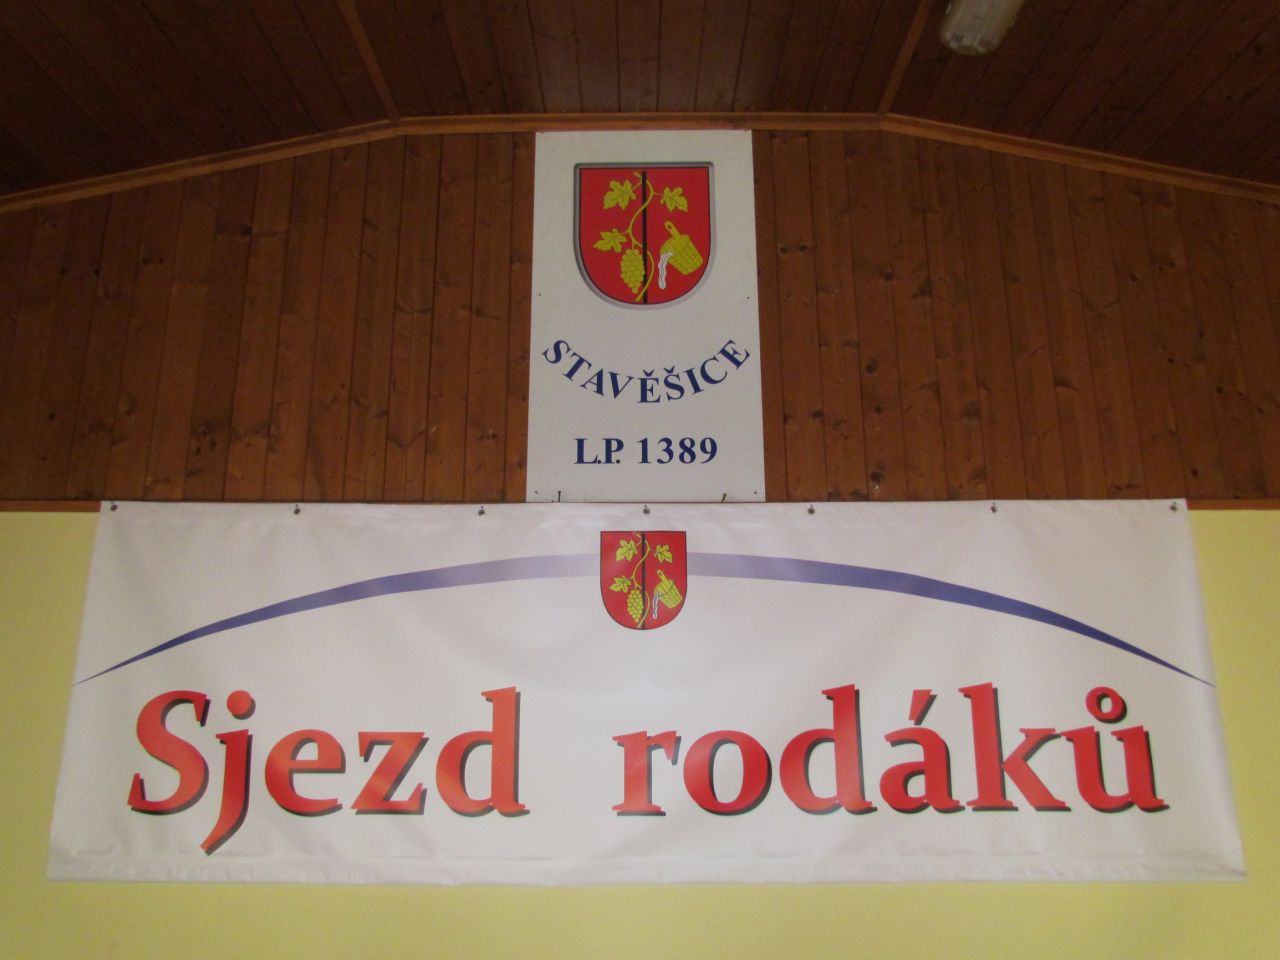 STAVĚŠICE
L.P. 1389
Sjezd rodáků